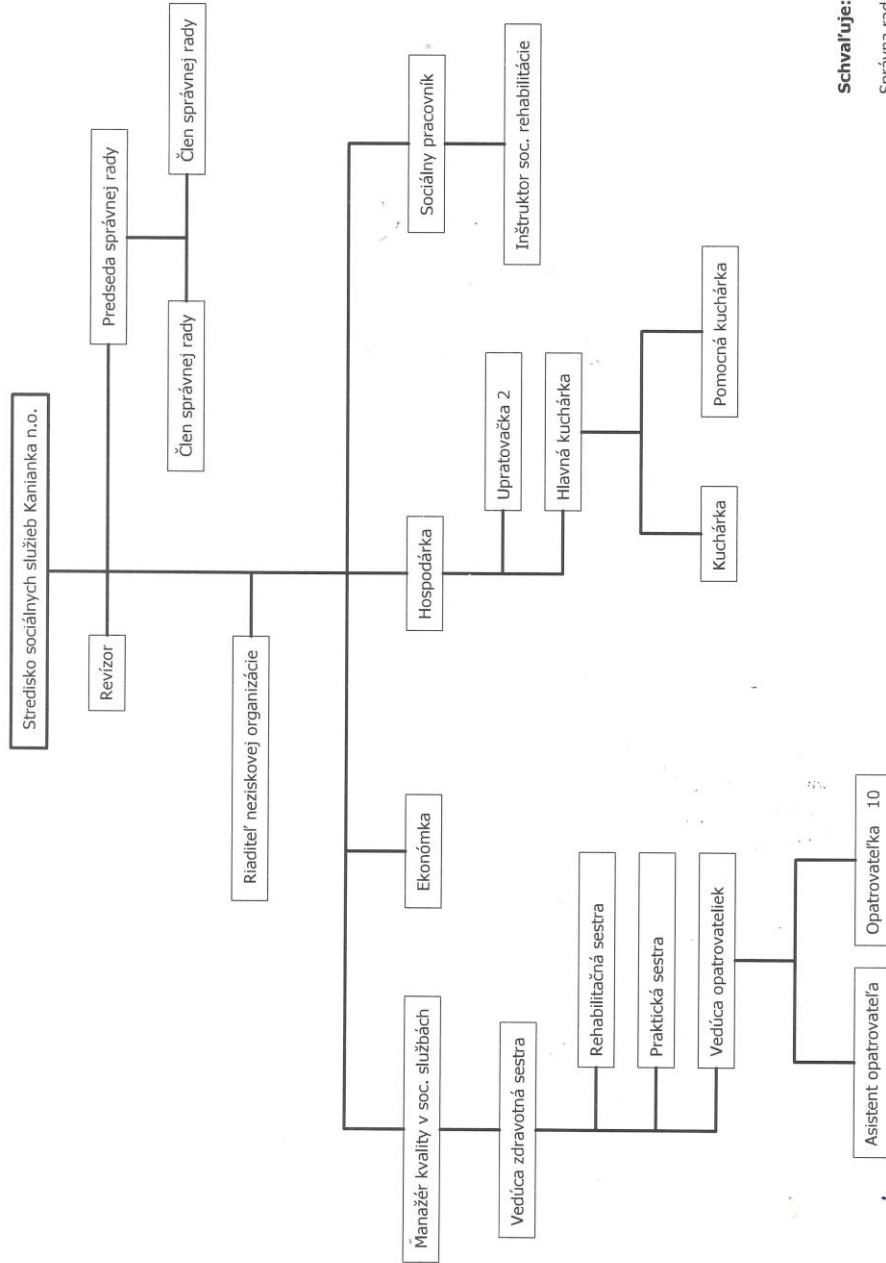 Stredisko sociálnych služieb Kanianka n.o.
Revízor
Predseda správnej rady
Člen správnej rady
Člen správnej rady
Riaditeľ neziskovej organizácie
Manažér kvality v soc. službách
Ekonómka
Hospodárka
Sociálny pracovník
Vedúca zdravotná sestra
Upratovačka 2
Inštruktor soc. rehabilitácie
Hlavná kuchárka
Rehabilitačná sestra
Praktická sestra
Vedúca opatrovateliek
Kuchárka
Pomocná kuchárka
Asistent opatrovateľa
Opatrovateľka 10
Schvaľuje:
Správna rad